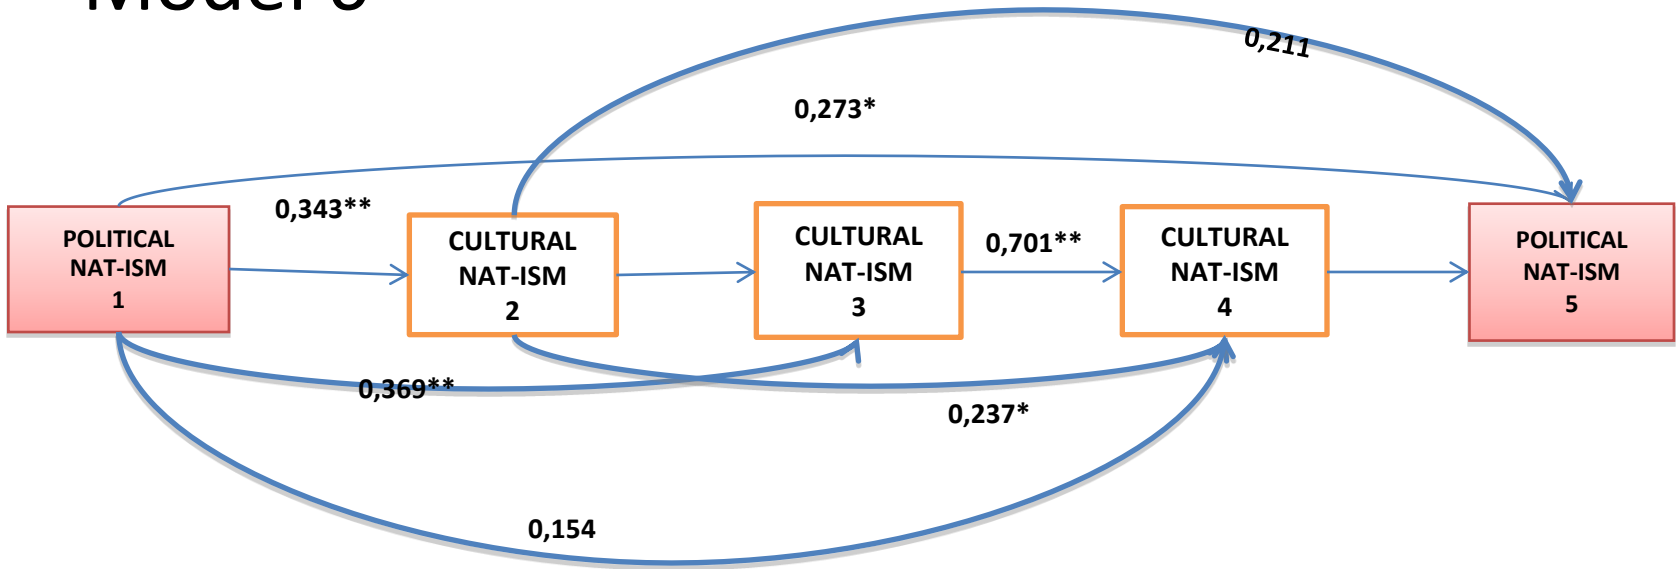 0,211
0,273*
0,343**
POLITICAL
NAT-ISM
1
CULTURAL
NAT-ISM
2
CULTURAL
NAT-ISM
3
0,701**
CULTURAL
NAT-ISM
4
POLITICAL
NAT-ISM
5
0,369**
0,237*
0,154